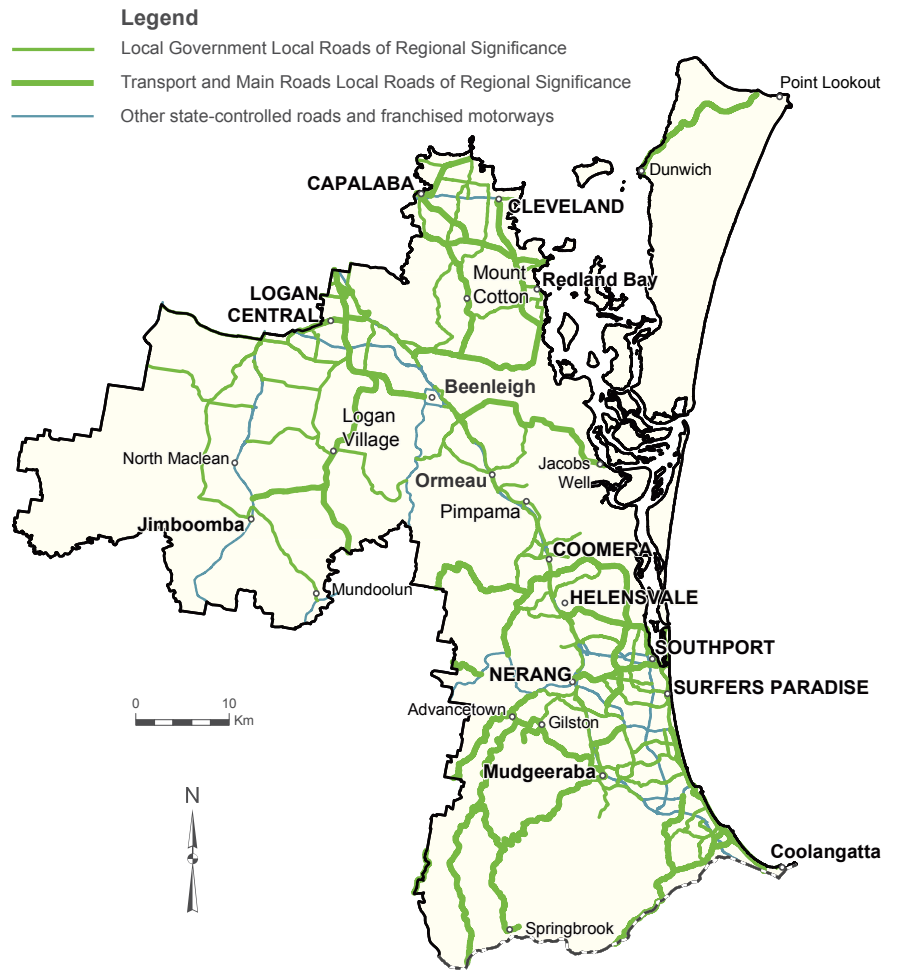 Legend
Local Government Local Roads of Regional Significance
Transport and Main Roads Local Roads of Regional Significance
Other state-controlled roads and franchised motorways
Point Lookout
Dunwich
CAPALABA
CLEVELAND
Mount
Cotton
Redland Bay
LOGAN
CENTRAL
Beenleigh
Logan
Village
North Maclean
Jacobs
Well
Ormeau
Pimpama
Jimboomba
COOMERA
Mundoolun
HELENSVALE
SOUTHPORT
NERANG
SURFERS PARADISE
0 10
Km
Advancetown
Gilston
Mudgeeraba
N
Coolangatta
Springbrook